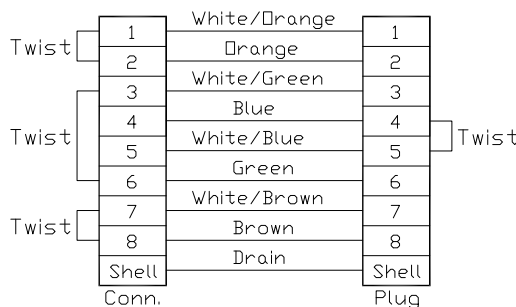 White/Orange
1 1
Twist
Orange
2 2
White/Green
3 3
Blue
4 4
Twist Twist
White/Blue
5 5
Green
6 6
White/Brown
7 7
Twist
Brown
8 8
Drain
Shell Shell
Conn. Plug